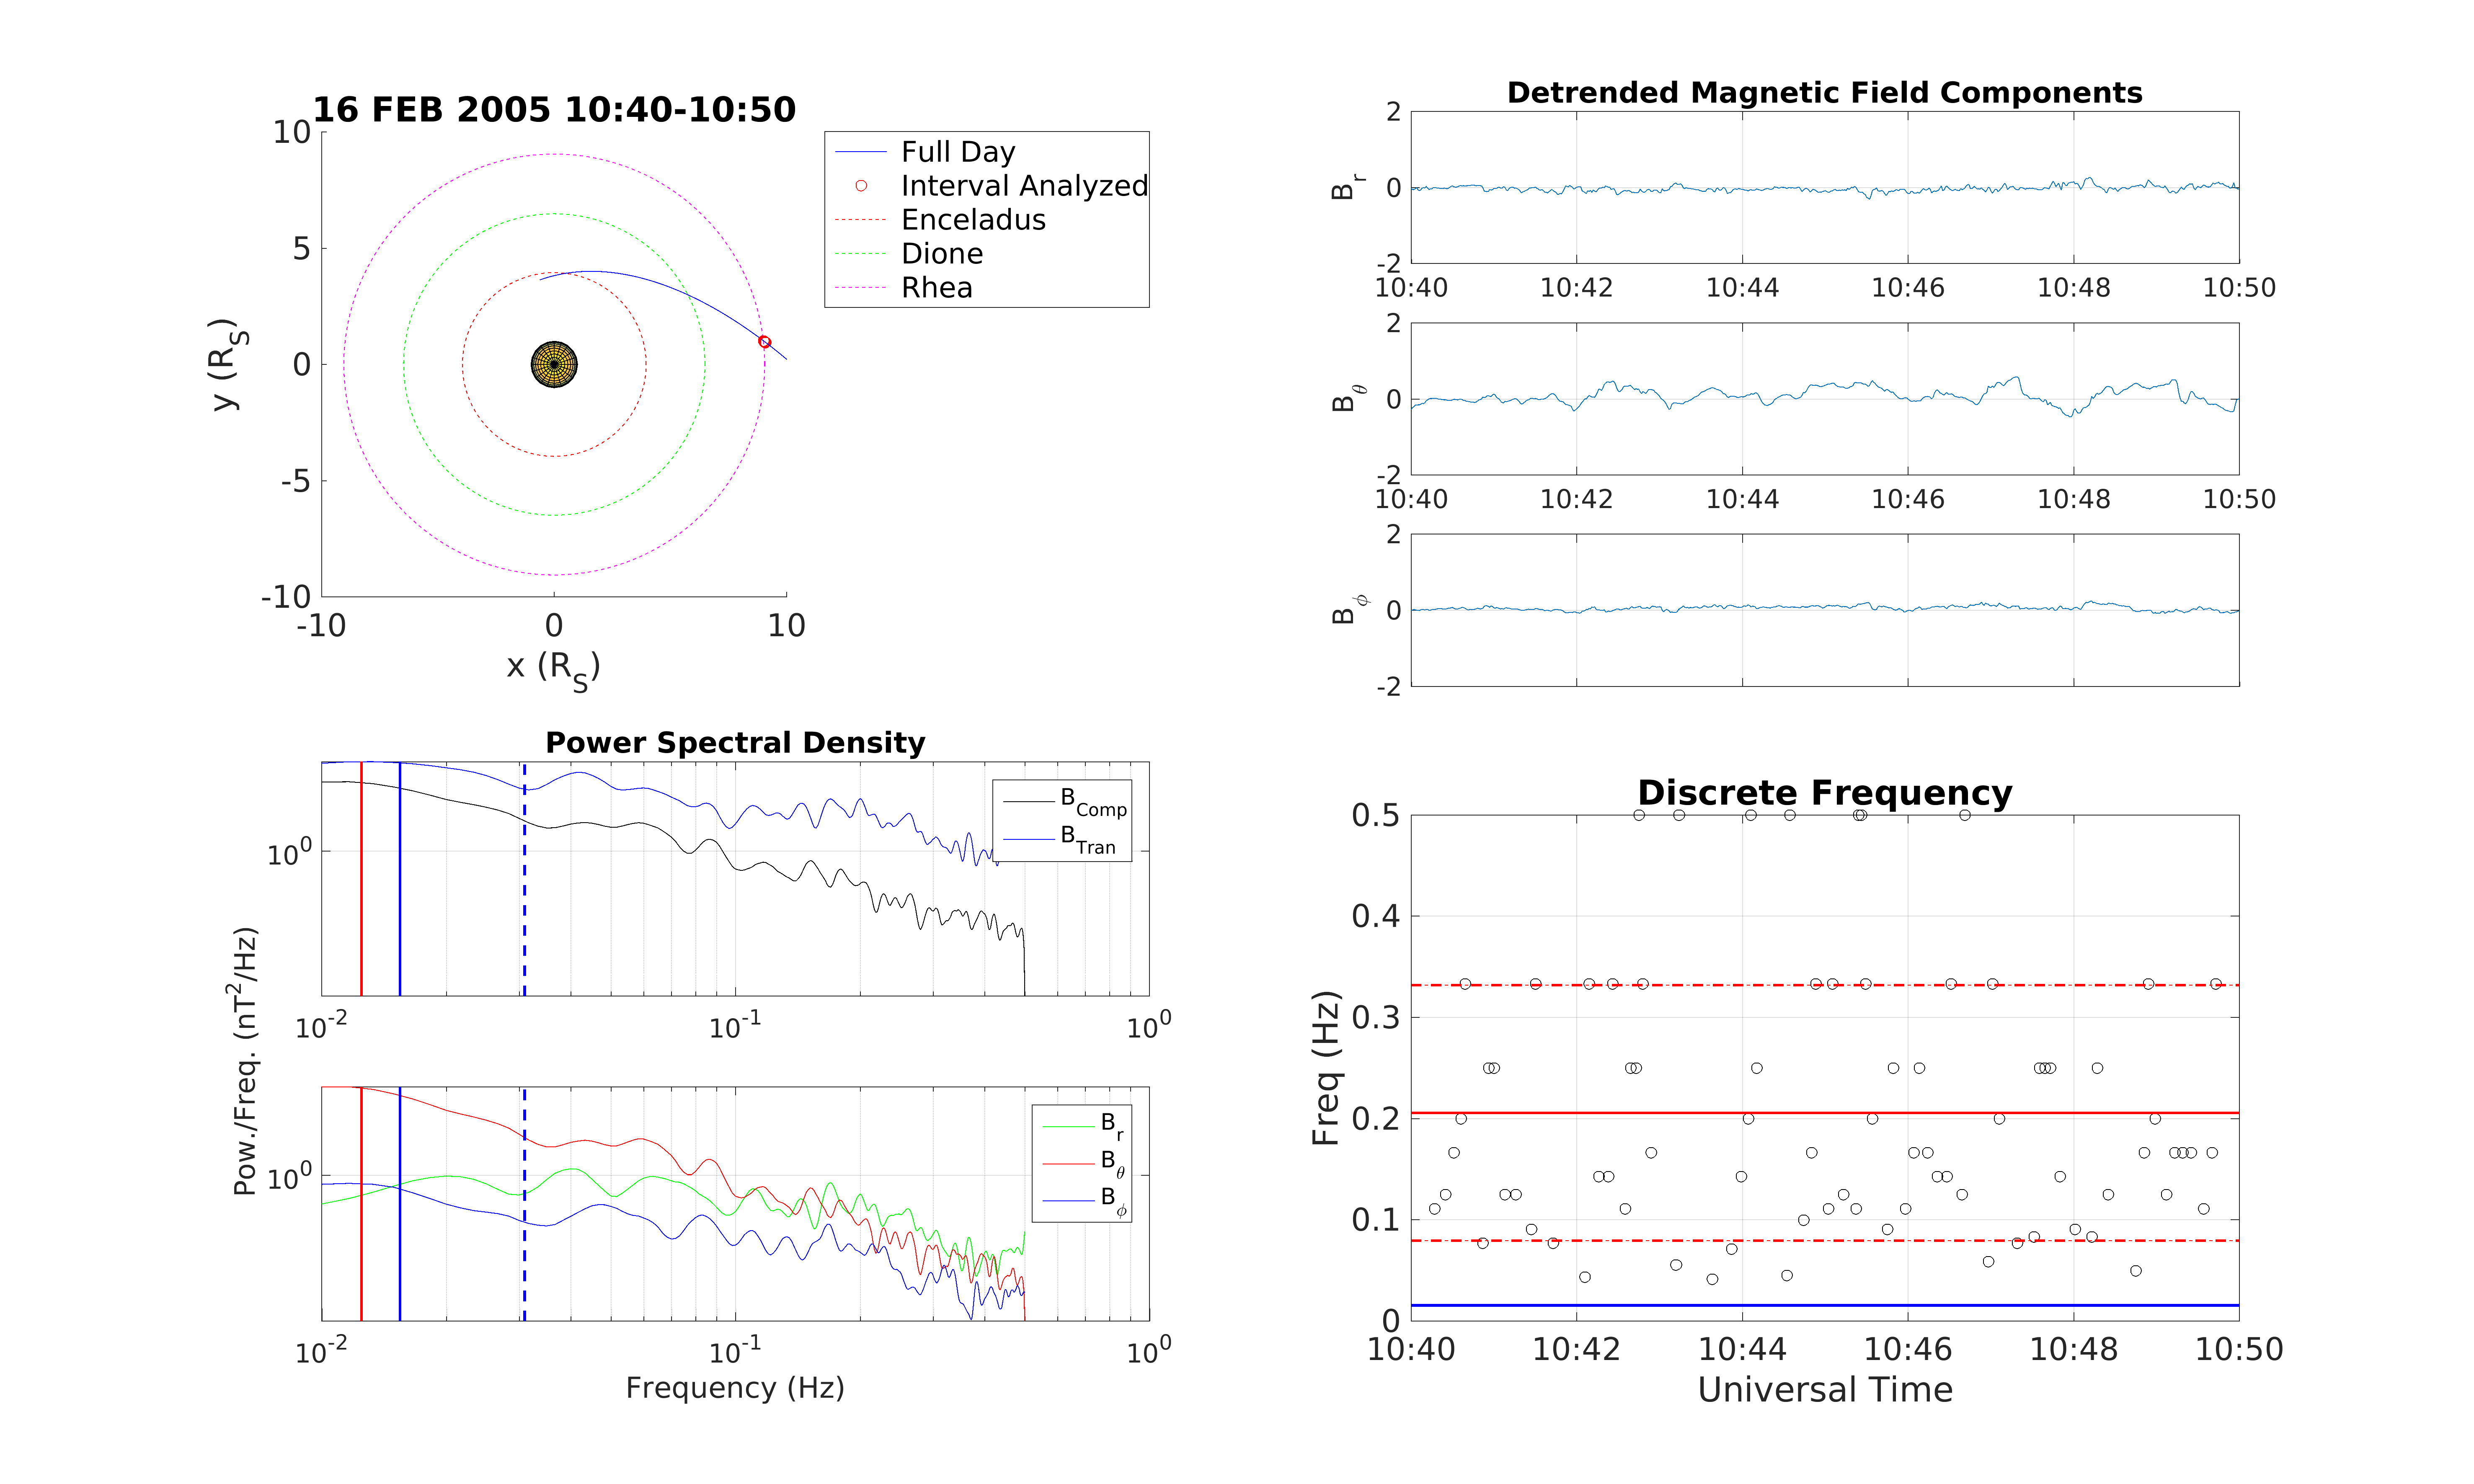 16 FEB 2005 10:40-10:50
10
5
0
-5
-10
-10
0
10
y (R_S)
x (R_S)
Full Day
Interval Analyzed
Enceladus
Dione
Rhea
Detrended Magnetic Field Components
B_r
2
0
-2
10:40
10:42
10:44
10:46
10:48
10:50
B_θ
2
0
-2
10:40
10:42
10:44
10:46
10:48
10:50
B_ϕ
2
0
-2
Power Spectral Density
10^0
10^-2
10^-1
10^0
B_Comp
B_Tran
Pow./Freq. (nT^2/Hz)
10^0
10^-2
10^-1
10^0
B_r
B_θ
B_ϕ
Frequency (Hz)
Discrete Frequency
Freq (Hz)
0.5
0.4
0.3
0.2
0.1
0
10:40
10:42
10:44
10:46
10:48
10:50
Universal Time